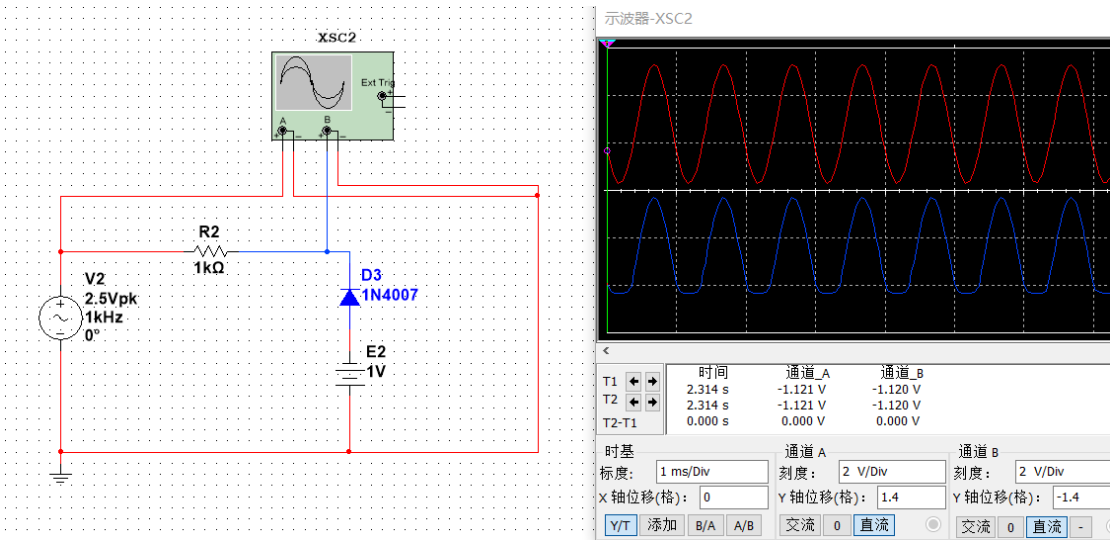 示波器-XSC2
XSC2
Ext Trig
+
−
A
B
+ − + −
R2
1kΩ
V2
2.5Vpk
1kHz
0°
D3
1N4007
E2
1V
<
时间 通道_A 通道_B
T1 2.314 s -1.121 V -1.120 V
T2 2.314 s -1.121 V -1.120 V
T2-T1 0.000 s 0.000 V 0.000 V
时基 通道 A 通道 B
标度： 1 ms/Div 刻度： 2 V/Div 刻度： 2 V/Div
X 轴位移(格)： 0 Y 轴位移(格)： 1.4 Y 轴位移(格)： -1.4
Y/T 添加 B/A A/B 交流 0 直流 交流 0 直流 -